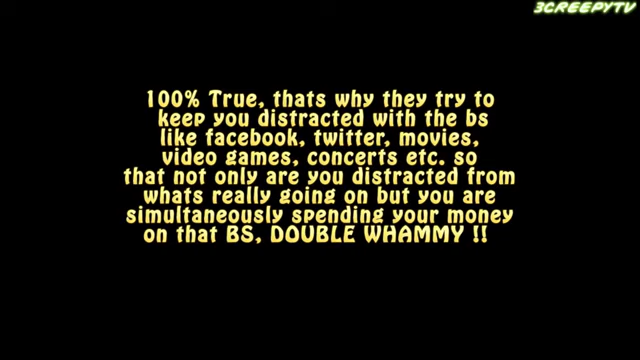 3CREEPYTV
100% True, thats why they try to
keep you distracted with the bs
like facebook, twitter, movies,
video games, concerts etc. so
that not only are you distracted from
whats really going on but you are
simultaneously spending your money
on that BS, DOUBLE WHAMMY !!